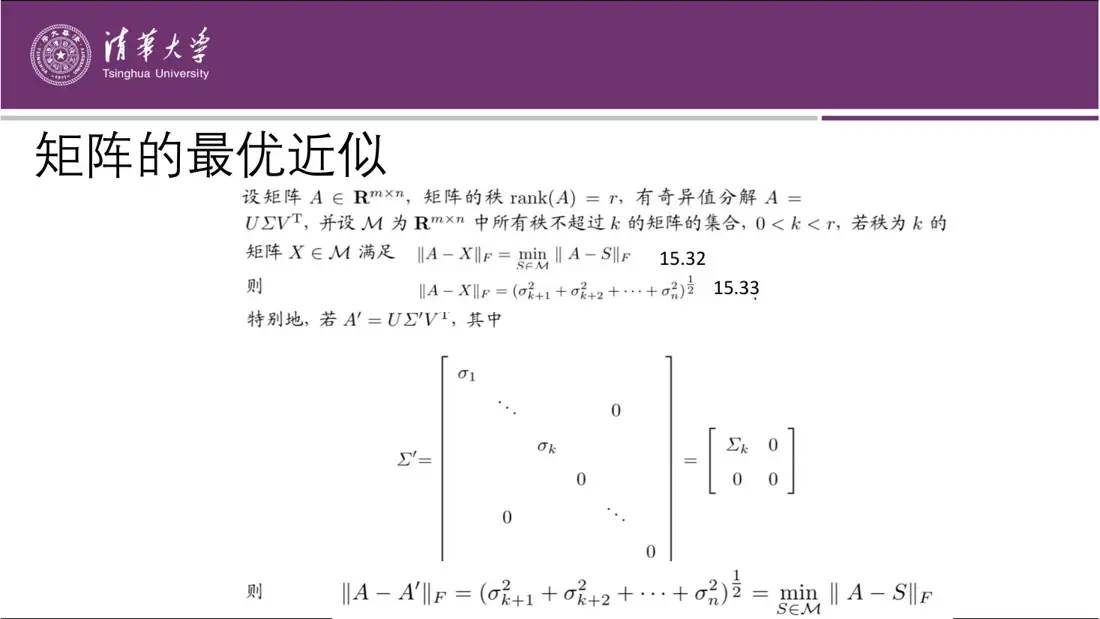 清华大学
Tsinghua University
矩阵的最优近似
设矩阵 A ∈ R^{m×n}, 矩阵的秩 rank(A) = r, 有奇异值分解 A =
UΣV^T, 并设 M 为 R^{m×n} 中所有秩不超过 k 的矩阵的集合, 0 < k < r, 若秩为 k 的
矩阵 X ∈ M 满足 ‖A − X‖_F = min_{S∈M} ‖ A − S‖_F 15.32
则 ‖A − X‖_F = (σ²_{k+1} + σ²_{k+2} + ··· + σ²_n)^{1/2} 15.33
特别地, 若 A′ = UΣ′V^T, 其中
σ_1
⋱ 0
σ_k
Σ′= 0 = [ Σ_k 0
0 0 ]
0 ⋱
0
则 ‖A − A′‖_F = (σ²_{k+1} + σ²_{k+2} + ··· + σ²_n)^{1/2} = min_{S∈M} ‖ A − S‖_F